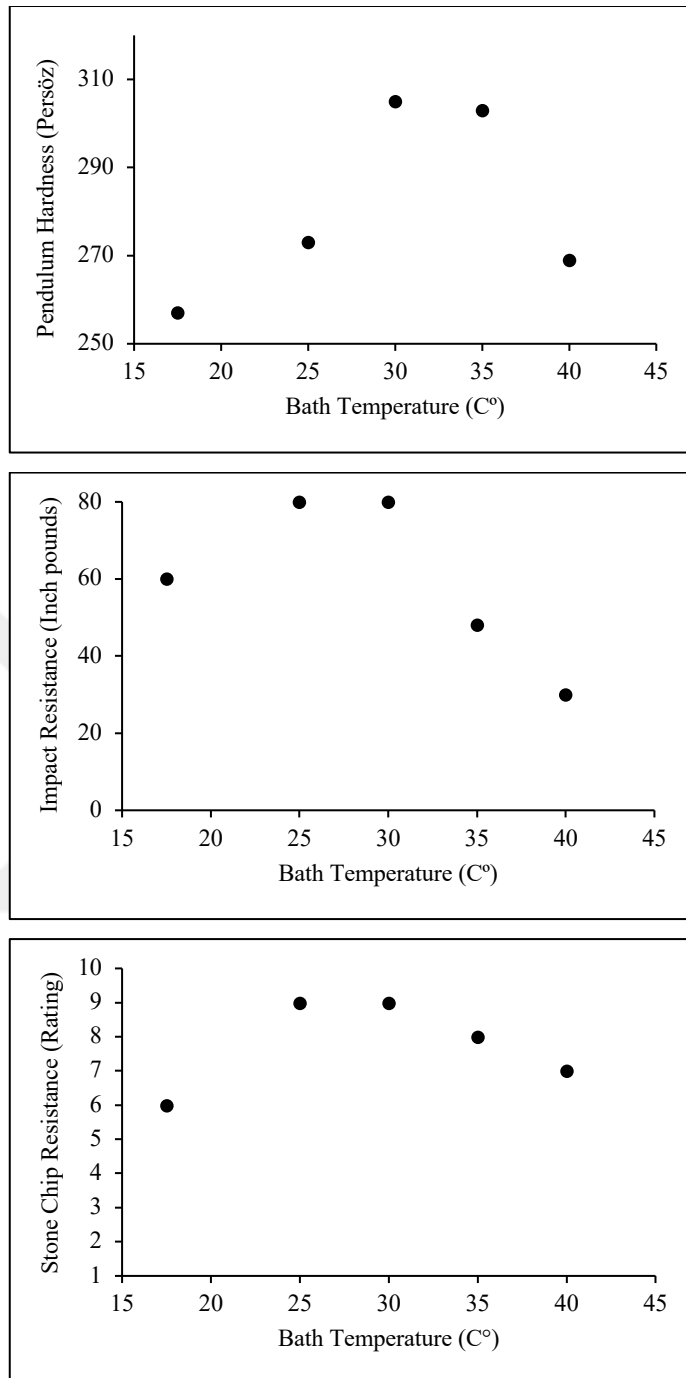 Pendulum Hardness (Persöz)
310
290
270
250
15 20 25 30 35 40 45
Bath Temperature (Cº)
Impact Resistance (Inch pounds)
80
60
40
20
0
15 20 25 30 35 40 45
Bath Temperature (Cº)
Stone Chip Resistance (Rating)
10
9
8
7
6
5
4
3
2
1
15 20 25 30 35 40 45
Bath Temperature (C°)